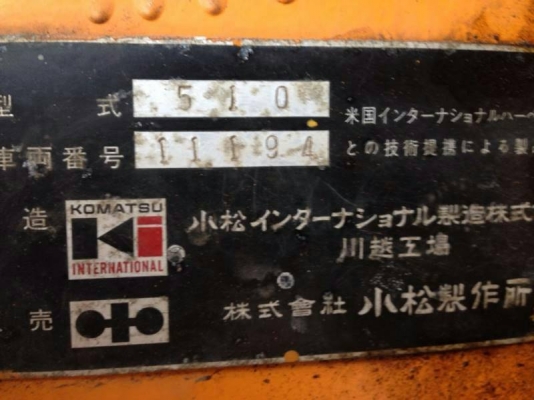 型式 510
米国インターナショナルハーベ
車両番号 11194
との技術提携による製
造 KOMATSU INTERNATIONAL 小松インターナショナル製造株式
川越工場
売 株式會社 小松製作所